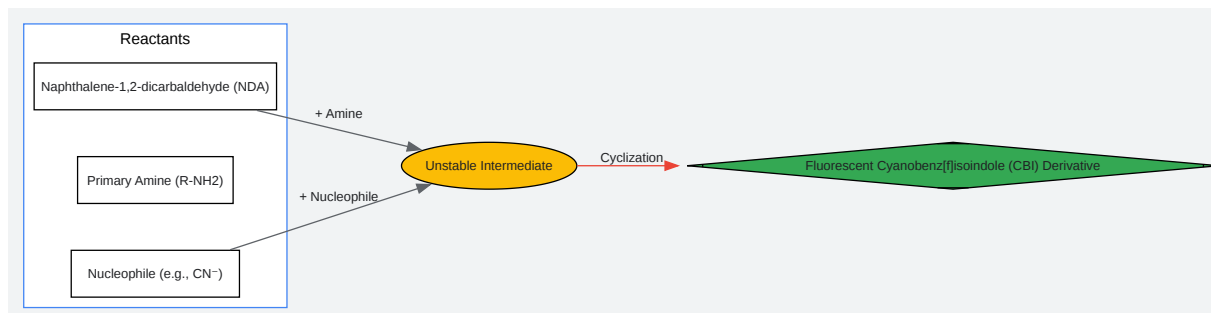 Reactants
Naphthalene-1,2-dicarbaldehyde (NDA)
+ Amine
Primary Amine (R-NH2)
+ Nucleophile
Nucleophile (e.g., CN⁻)
Unstable Intermediate
Cyclization
Fluorescent Cyanobenz[f]isoindole (CBI) Derivative